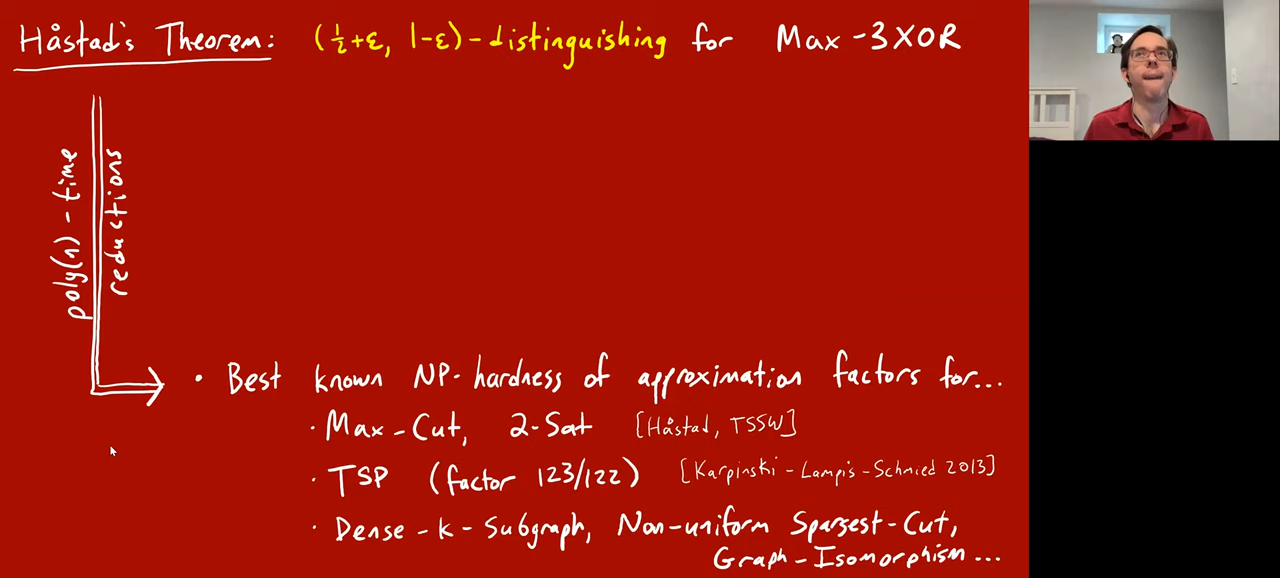 Håstad's Theorem: (½+ε, 1-ε)-distinguishing for Max-3XOR
poly(n)-time
reductions
• Best known NP-hardness of approximation factors for...
• Max-Cut, 2-Sat [Håstad, TSSW]
• TSP (factor 123/122) [Karpinski-Lampis-Schmied 2013]
• Dense-k-Subgraph, Non-uniform Sparsest-Cut,
Graph-Isomorphism...